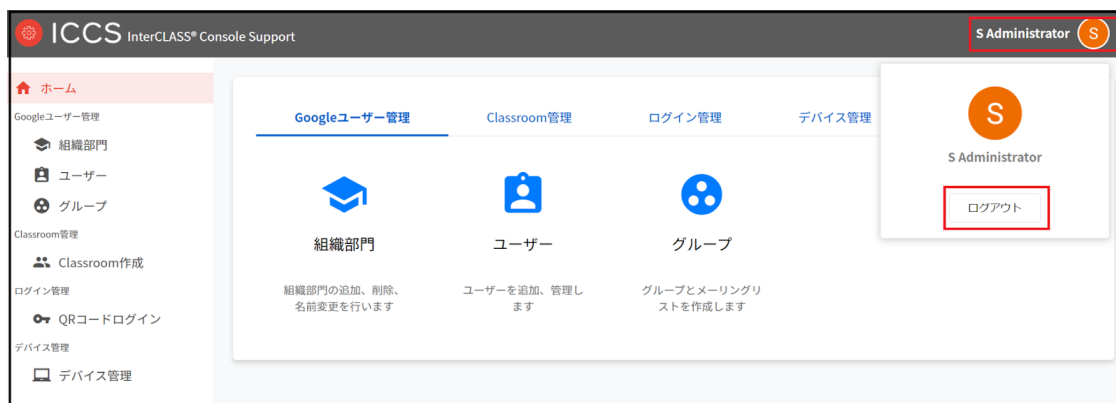 ICCS InterCLASS® Console Support
S Administrator
S
ホーム
Googleユーザー管理
組織部門
ユーザー
グループ
Classroom管理
Classroom作成
ログイン管理
QRコードログイン
デバイス管理
デバイス管理
Googleユーザー管理
Classroom管理
ログイン管理
デバイス管理
組織部門
組織部門の追加、削除、
名前変更を行います
ユーザー
ユーザーを追加、管理し
ます
グループ
グループとメーリングリ
ストを作成します
S
S Administrator
ログアウト